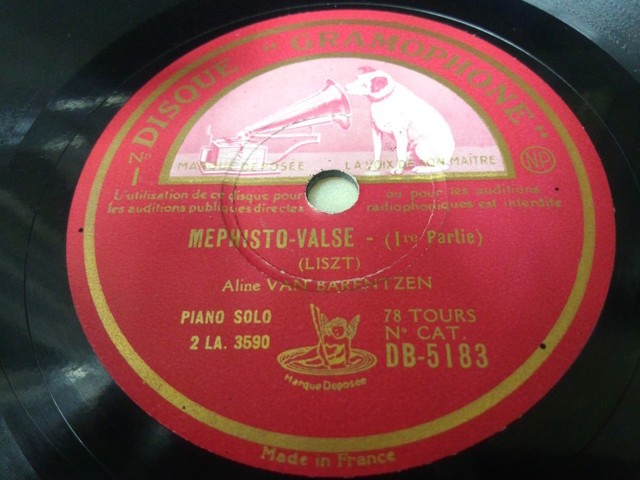 DISQUE "GRAMOPHONE"
No 1
NP
MARQUE DÉPOSÉE LA VOIX DE SON MAÎTRE
L'utilisation de ce disque pour ou pour les auditions
les auditions publiques directes radiophoniques est interdite
MEPHISTO-VALSE - (1re Partie)
(LISZT)
Aline VAN BARENTZEN
PIANO SOLO 78 TOURS
2 LA. 3590 No CAT.
DB-5183
Marque Déposée
Made in France